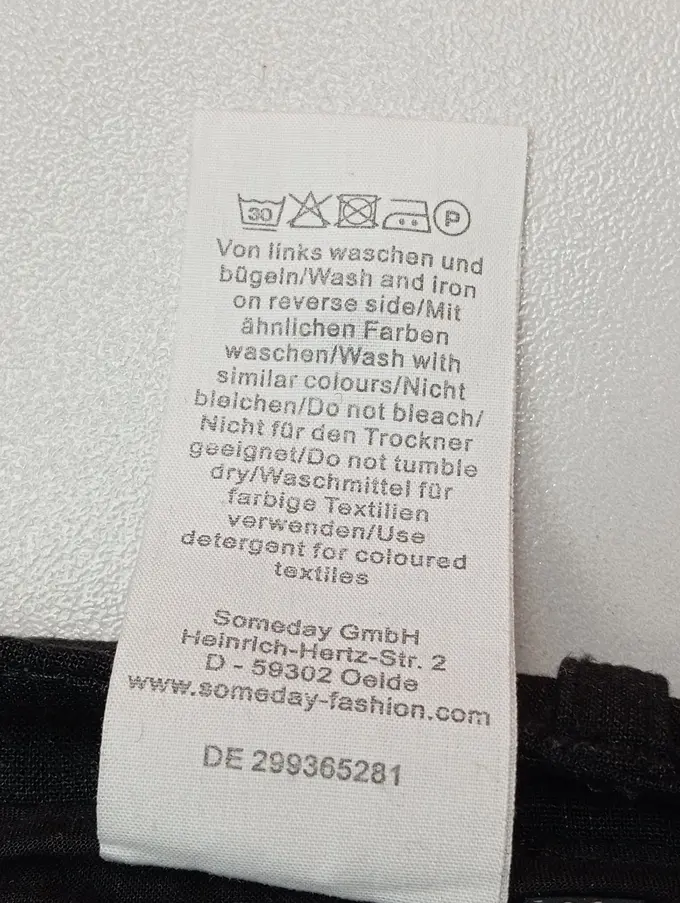 30 P
Von links waschen und
bügeln/Wash and iron
on reverse side/Mit
ähnlichen Farben
waschen/Wash with
similar colours/Nicht
bleichen/Do not bleach/
Nicht für den Trockner
geeignet/Do not tumble
dry/Waschmittel für
farbige Textilien
verwenden/Use
detergent for coloured
textiles
Someday GmbH
Heinrich-Hertz-Str. 2
D - 59302 Oelde
www.someday-fashion.com
DE 299365281